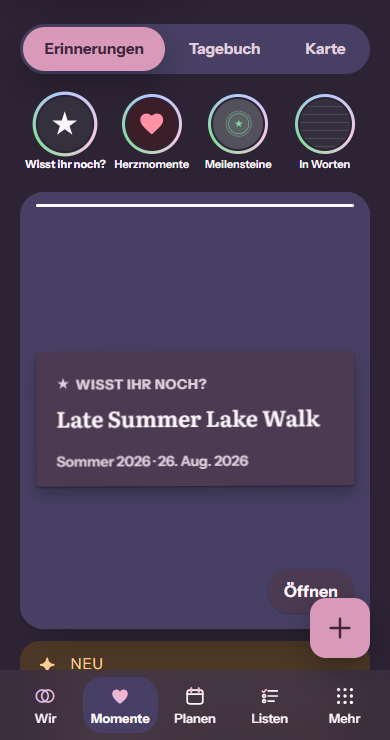 Erinnerungen Tagebuch Karte
Wisst ihr noch? Herzmomente Meilensteine In Worten
★ WISST IHR NOCH?
Late Summer Lake Walk
Sommer 2026 · 26. Aug. 2026
Öffnen
NEU
Wir Momente Planen Listen Mehr